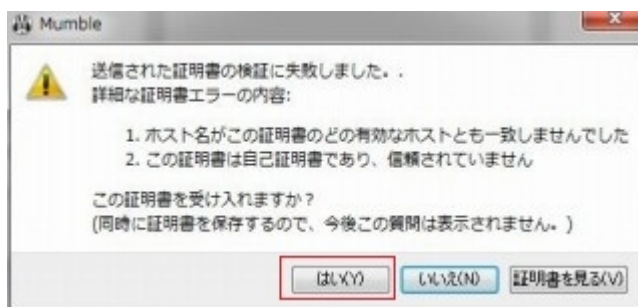 Mumble
送信された証明書の検証に失敗しました。.
詳細な証明書エラーの内容:
1. ホスト名がこの証明書のどの有効なホストとも一致しませんでした
2. この証明書は自己証明書であり、信頼されていません
この証明書を受け入れますか？
(同時に証明書を保存するので、今後この質問は表示されません。)
はい(Y) いいえ(N) 証明書を見る(V)